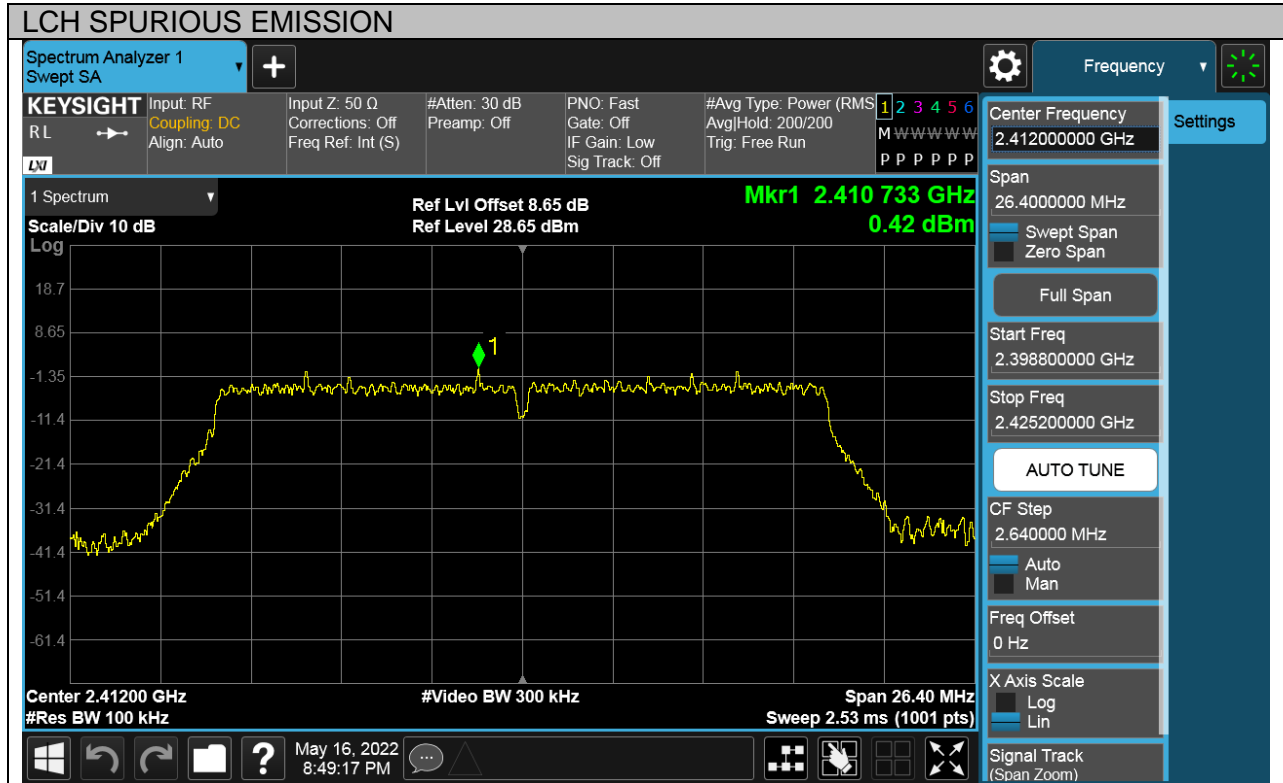 LCH SPURIOUS EMISSION
Spectrum Analyzer 1
Swept SA
+
Frequency
KEYSIGHT
RL
LXI
Input: RF
Coupling: DC
Align: Auto
Input Z: 50 Ω
Corrections: Off
Freq Ref: Int (S)
#Atten: 30 dB
Preamp: Off
PNO: Fast
Gate: Off
IF Gain: Low
Sig Track: Off
#Avg Type: Power (RMS
Avg|Hold: 200/200
Trig: Free Run
1 2 3 4 5 6
M W W W W W
P P P P P P
Center Frequency
2.412000000 GHz
Settings
Span
26.4000000 MHz
Swept Span
Zero Span
Full Span
Start Freq
2.398800000 GHz
Stop Freq
2.425200000 GHz
AUTO TUNE
CF Step
2.640000 MHz
Auto
Man
Freq Offset
0 Hz
X Axis Scale
Log
Lin
Signal Track
(Span Zoom)
1 Spectrum
Scale/Div 10 dB
Ref Lvl Offset 8.65 dB
Ref Level 28.65 dBm
Mkr1 2.410 733 GHz
0.42 dBm
Log
18.7
8.65
-1.35
-11.4
-21.4
-31.4
-41.4
-51.4
-61.4
1
Center 2.41200 GHz
#Res BW 100 kHz
#Video BW 300 kHz
Span 26.40 MHz
Sweep 2.53 ms (1001 pts)
?
May 16, 2022
8:49:17 PM